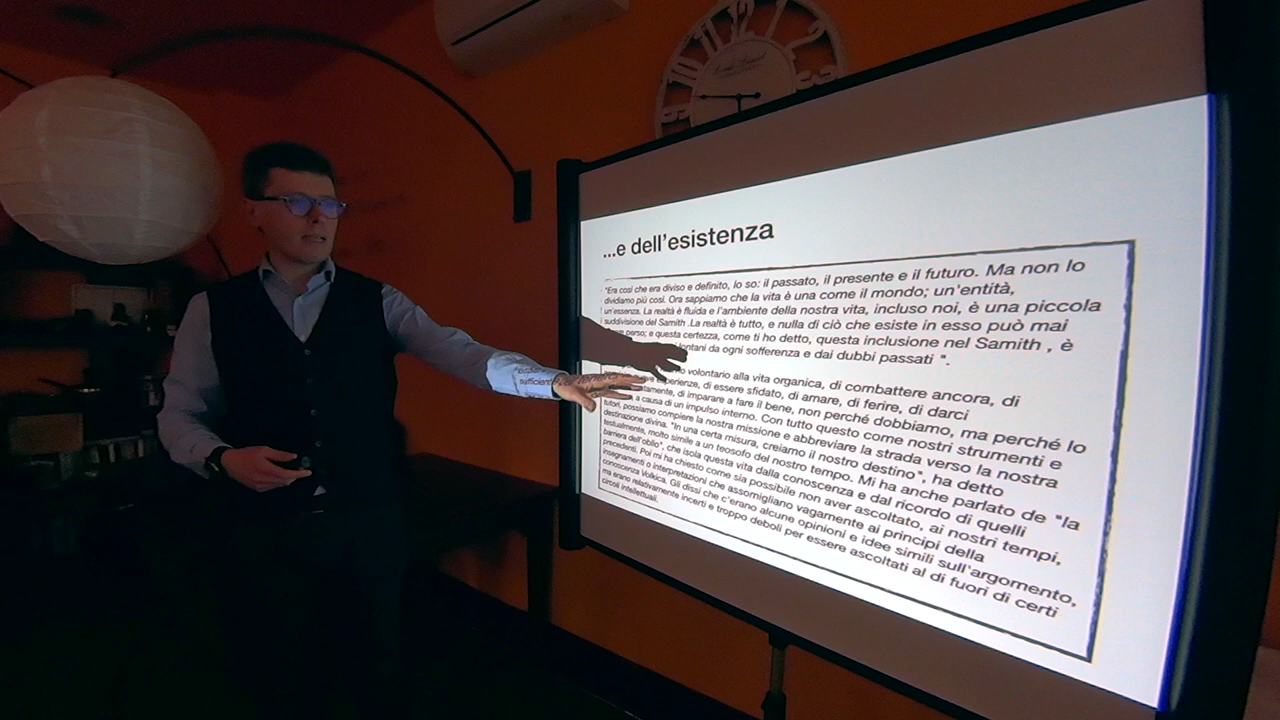 ...e dell'esistenza
"Era così che era diviso e definito, lo so: il passato, il presente e il futuro. Ma non lo
dividiamo più così. Ora sappiamo che la vita è una come il mondo; un'entità,
un'essenza. La realtà è fluida e l'ambiente della nostra vita, incluso noi, è una piccola
suddivisione del Samith .La realtà è tutto, e nulla di ciò che esiste in esso può mai
perso; e questa certezza, come ti ho detto, questa inclusione nel Samith , è
lontani da ogni sofferenza e dai dubbi passati ".
volontario alla vita organica, di combattere ancora, di
sufficiente
esperienze, di essere sfidato, di amare, di ferire, di darci
di imparare a fare il bene, non perché dobbiamo, ma perché lo
a causa di un impulso interno. Con tutto questo come nostri strumenti e
futuri, possiamo compiere la nostra missione e abbreviare la strada verso la nostra
destinazione divina. "In una certa misura, creiamo il nostro destino", ha detto
testualmente, molto simile a un teosofo del nostro tempo. Mi ha anche parlato de "la
barriera dell'oblio", che isola questa vita dalla conoscenza e dal ricordo di quelli
precedenti. Poi mi ha chiesto come sia possibile non aver ascoltato, ai nostri tempi,
insegnamenti o interpretazioni che assomigliano vagamente ai principi della
conoscenza Volkica. Gli dissi che c'erano alcune opinioni e idee simili sull'argomento,
ma erano relativamente incerti e troppo deboli per essere ascoltati al di fuori di certi
circoli intellettuali.